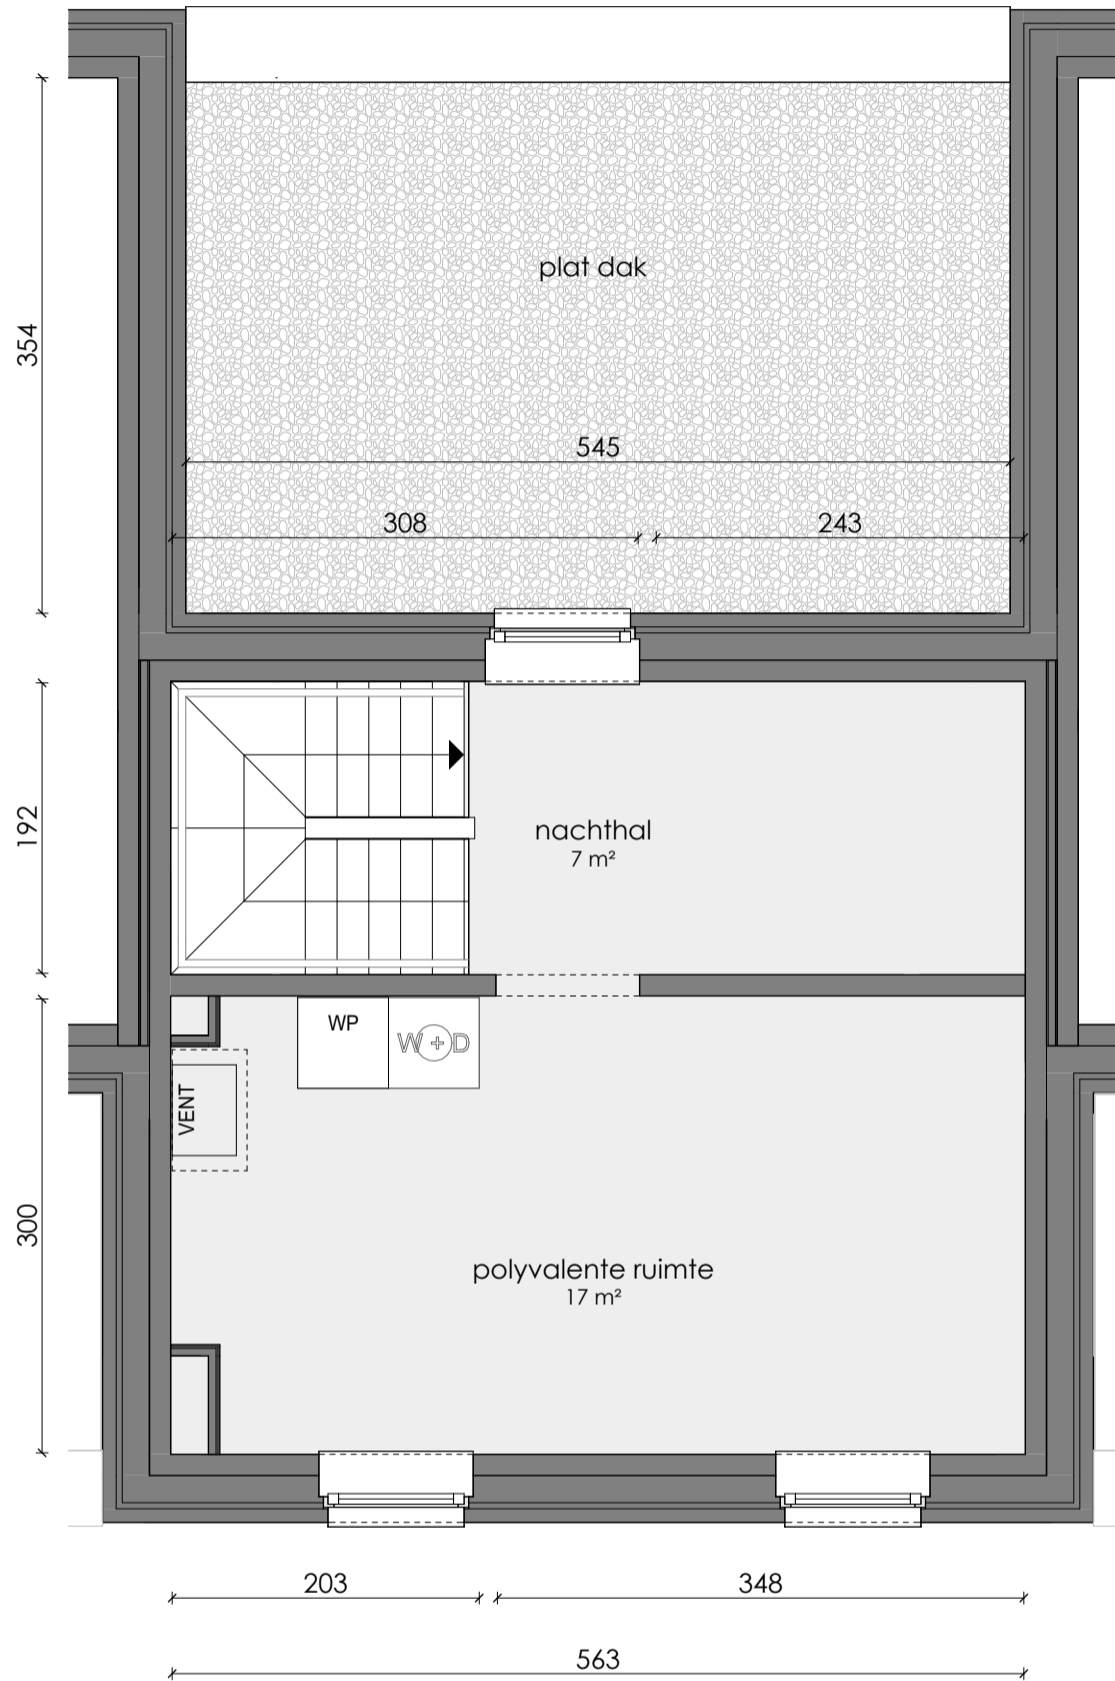 plat dak
354
545
308
243
192
nachthal
7 m²
WP
W+D
VENT
300
polyvalente ruimte
17 m²
203
348
563